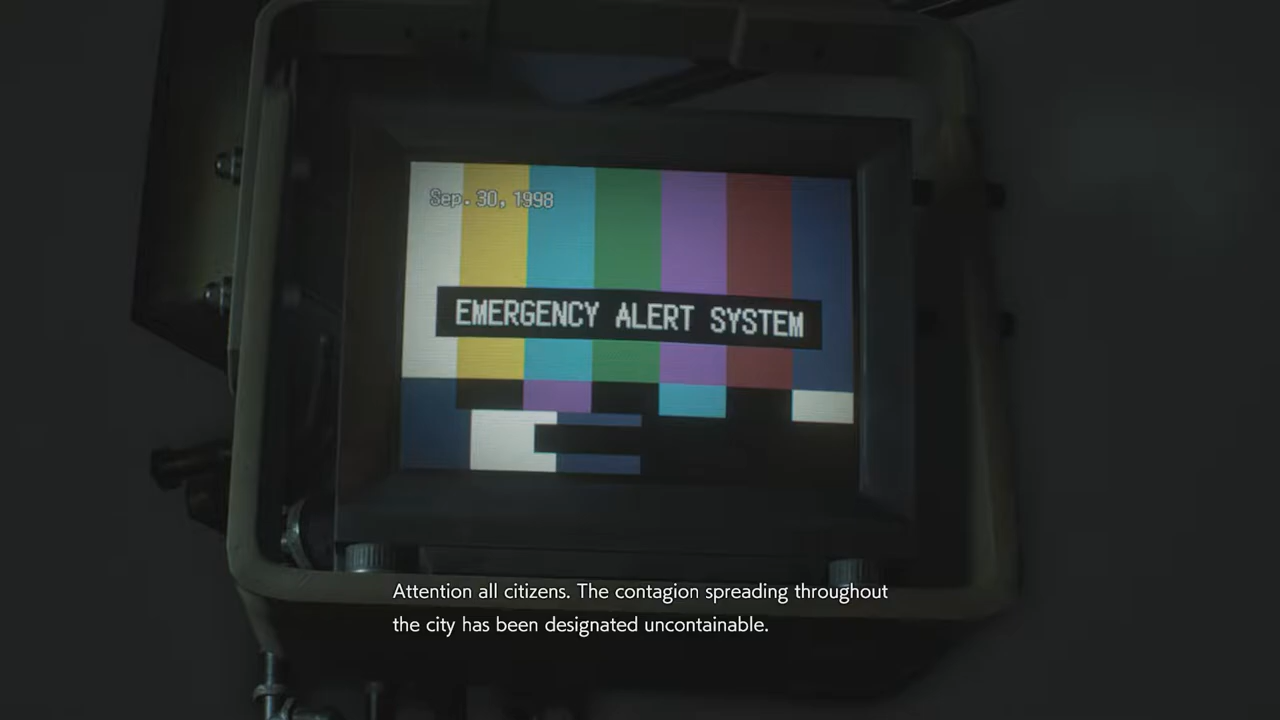 Sep. 30, 1998
EMERGENCY ALERT SYSTEM
Attention all citizens. The contagion spreading throughout
the city has been designated uncontainable.